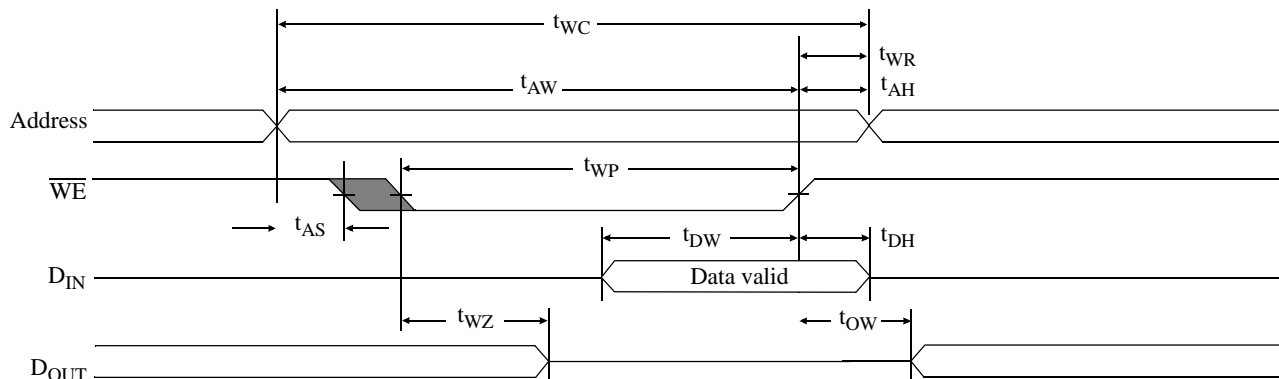 tWC
tWR
tAW
tAH
Address
tWP
WE
tAS
tDW
tDH
DIN
Data valid
tWZ
tOW
DOUT